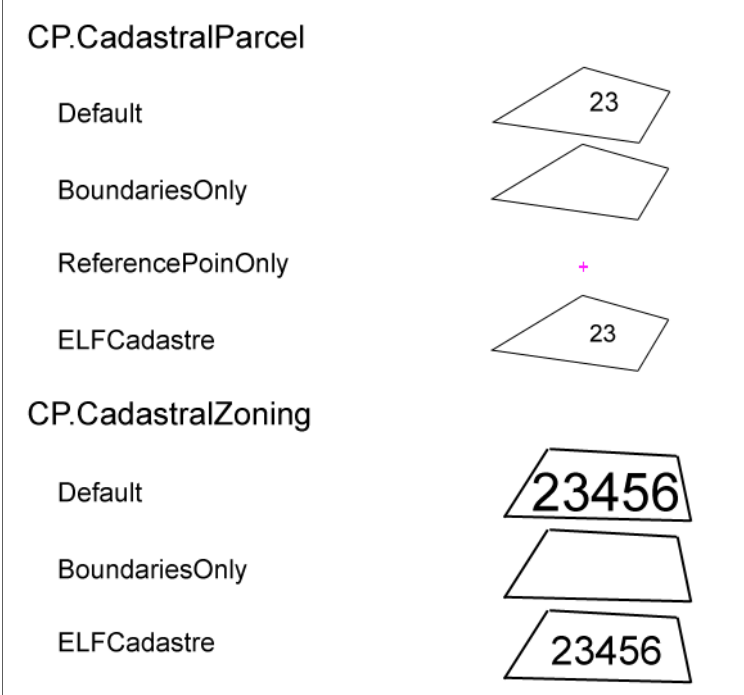 CP.CadastralParcel
Default 23
BoundariesOnly
ReferencePoinOnly
ELFCadastre 23
CP.CadastralZoning
Default 23456
BoundariesOnly
ELFCadastre 23456